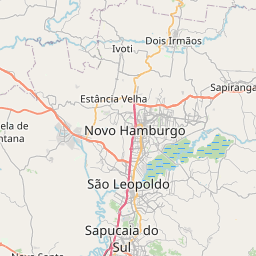 Dois Irmãos
Ivoti
Sapiranga
Estância Velha
Novo Hamburgo
ela de
ntana
São Leopoldo
Sapucaia do
Sul